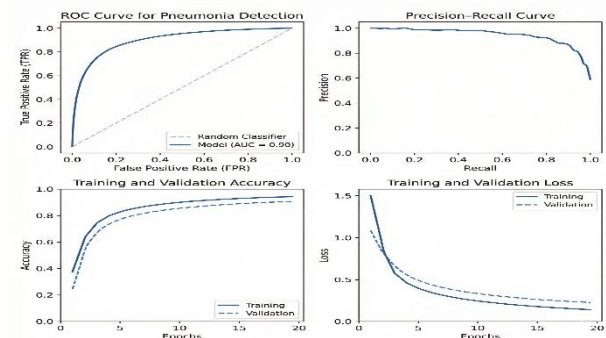 ROC Curve for Pneumonia Detection
True Positive Rate (TPR)
1.0
0.8
0.6
0.4
0.2
0.0
Random Classifier
Model (AUC = 0.90)
0.0 0.2 0.4 0.6 0.8 1.0
False Positive Rate (FPR)
Precision–Recall Curve
Precision
1.0
0.8
0.6
0.4
0.2
0.0
0.0 0.2 0.4 0.6 0.8 1.0
Recall
Training and Validation Accuracy
Accuracy
1.0
0.8
0.6
0.4
0.2
0.0
Training
Validation
0 5 10 15 20
Epochs
Training and Validation Loss
Loss
1.5
1.0
0.5
0.0
Training
Validation
0 5 10 15 20
Epochs